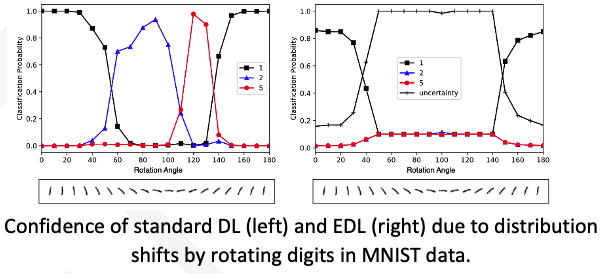 1.0
0.8
0.6
0.4
0.2
0.0
Classification Probability
0 20 40 60 80 100 120 140 160 180
Rotation Angle
1
2
5
1.0
0.8
0.6
0.4
0.2
0.0
Classification Probability
0 20 40 60 80 100 120 140 160 180
Rotation Angle
1
2
5
uncertainty
Confidence of standard DL (left) and EDL (right) due to distribution
shifts by rotating digits in MNIST data.